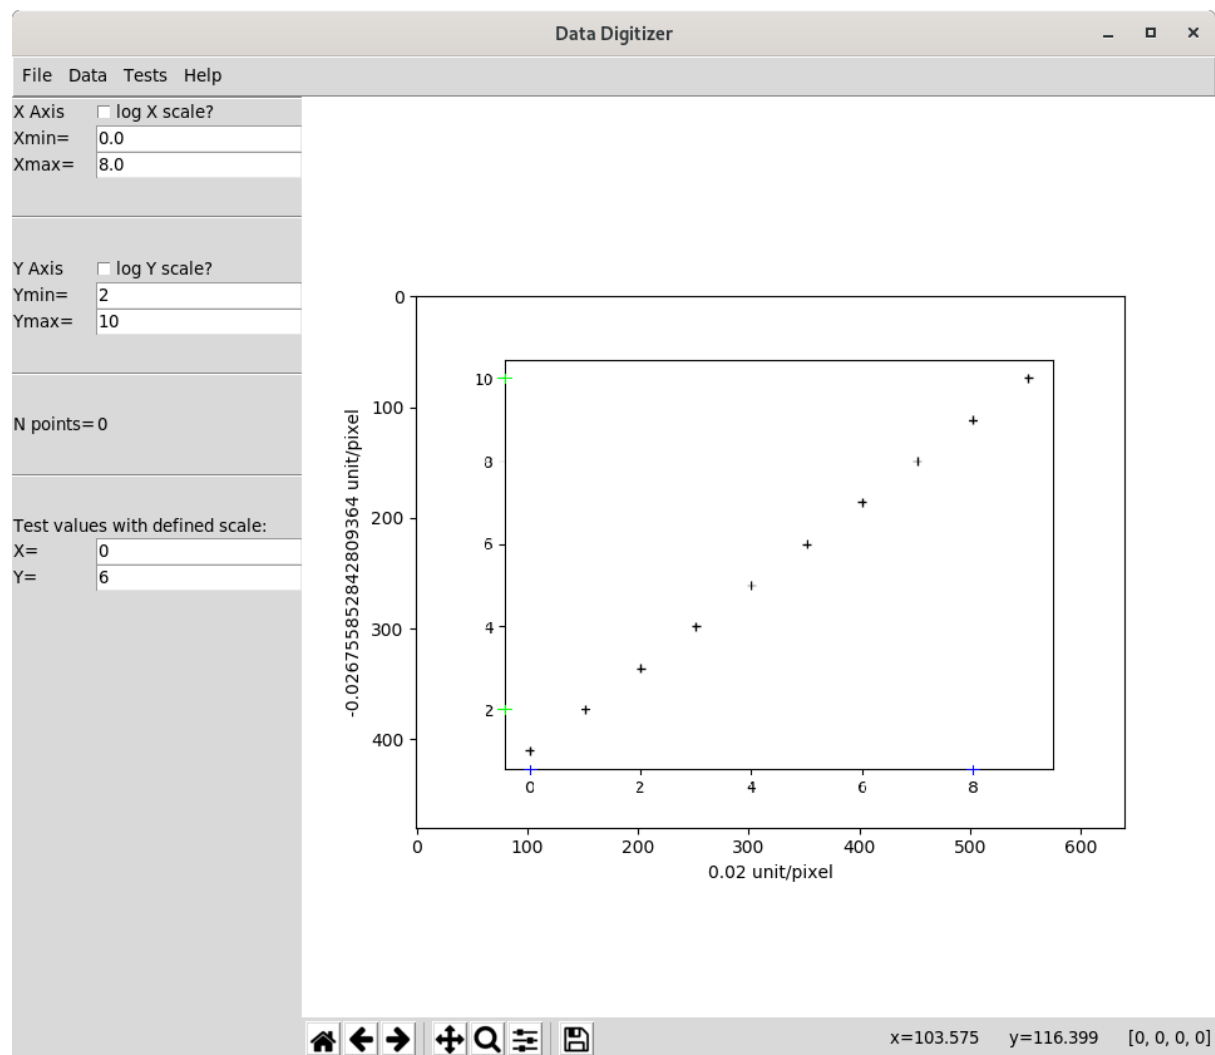 Data Digitizer
File Data Tests Help
X Axis log X scale?
Xmin= 0.0
Xmax= 8.0
Y Axis log Y scale?
Ymin= 2
Ymax= 10
N points= 0
Test values with defined scale:
X= 0
Y= 6
-0.02675585284280936​4 unit/pixel
0
100
200
300
400
10
8
6
4
2
0 2 4 6 8
0 100 200 300 400 500 600
0.02 unit/pixel
x=103.575 y=116.399 [0, 0, 0, 0]